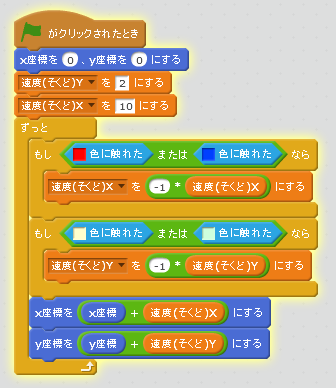 がクリックされたとき
x座標を 0 、y座標を 0 にする
速度(そくど)Y を 2 にする
速度(そくど)X を 10 にする
ずっと
もし 色に触れた または 色に触れた なら
速度(そくど)X を -1 * 速度(そくど)X にする
もし 色に触れた または 色に触れた なら
速度(そくど)Y を -1 * 速度(そくど)Y にする
x座標を x座標 + 速度(そくど)X にする
y座標を y座標 + 速度(そくど)Y にする